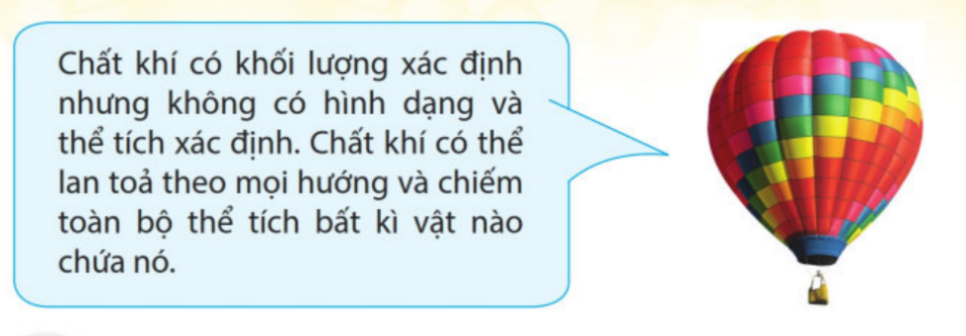 Chất khí có khối lượng xác định
nhưng không có hình dạng và
thể tích xác định. Chất khí có thể
lan toả theo mọi hướng và chiếm
toàn bộ thể tích bất kì vật nào
chứa nó.